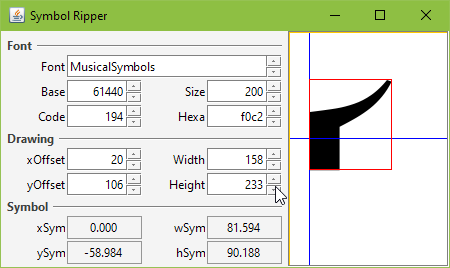 Symbol Ripper
Font
Font MusicalSymbols
Base 61440 Size 200
Code 194 Hexa f0c2
Drawing
xOffset 20 Width 158
yOffset 106 Height 233
Symbol
xSym 0.000 wSym 81.594
ySym -58.984 hSym 90.188